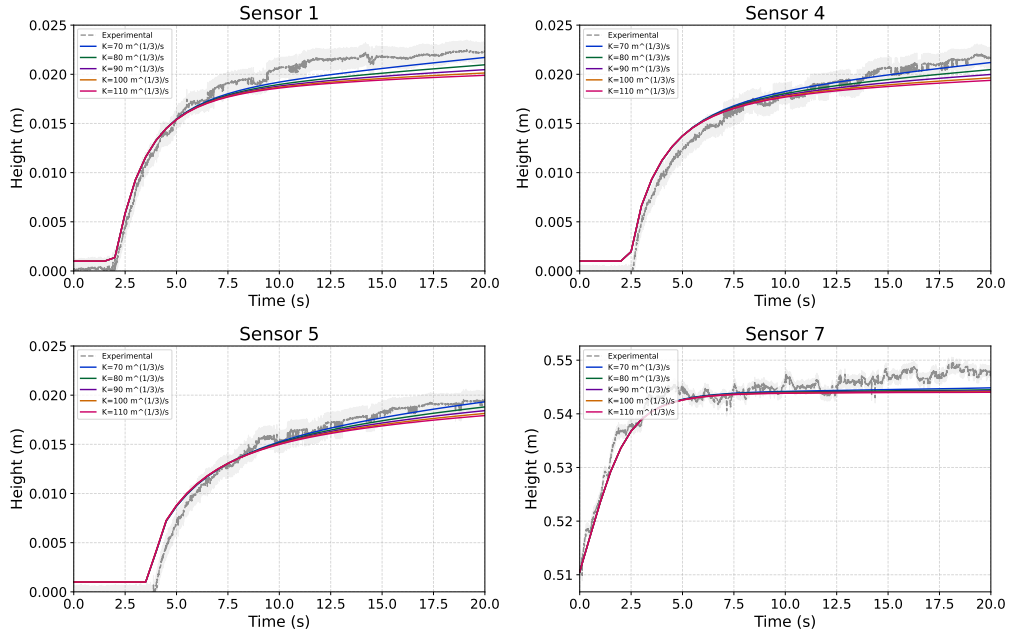 Sensor 1
Height (m)
0.025
0.020
0.015
0.010
0.005
0.000
Experimental
K=70 m^(1/3)/s
K=80 m^(1/3)/s
K=90 m^(1/3)/s
K=100 m^(1/3)/s
K=110 m^(1/3)/s
0.0 2.5 5.0 7.5 10.0 12.5 15.0 17.5 20.0
Time (s)
Sensor 4
Height (m)
0.025
0.020
0.015
0.010
0.005
0.000
Experimental
K=70 m^(1/3)/s
K=80 m^(1/3)/s
K=90 m^(1/3)/s
K=100 m^(1/3)/s
K=110 m^(1/3)/s
0.0 2.5 5.0 7.5 10.0 12.5 15.0 17.5 20.0
Time (s)
Sensor 5
Height (m)
0.025
0.020
0.015
0.010
0.005
0.000
Experimental
K=70 m^(1/3)/s
K=80 m^(1/3)/s
K=90 m^(1/3)/s
K=100 m^(1/3)/s
K=110 m^(1/3)/s
0.0 2.5 5.0 7.5 10.0 12.5 15.0 17.5 20.0
Time (s)
Sensor 7
Height (m)
0.55
0.54
0.53
0.52
0.51
Experimental
K=70 m^(1/3)/s
K=80 m^(1/3)/s
K=90 m^(1/3)/s
K=100 m^(1/3)/s
K=110 m^(1/3)/s
0.0 2.5 5.0 7.5 10.0 12.5 15.0 17.5 20.0
Time (s)